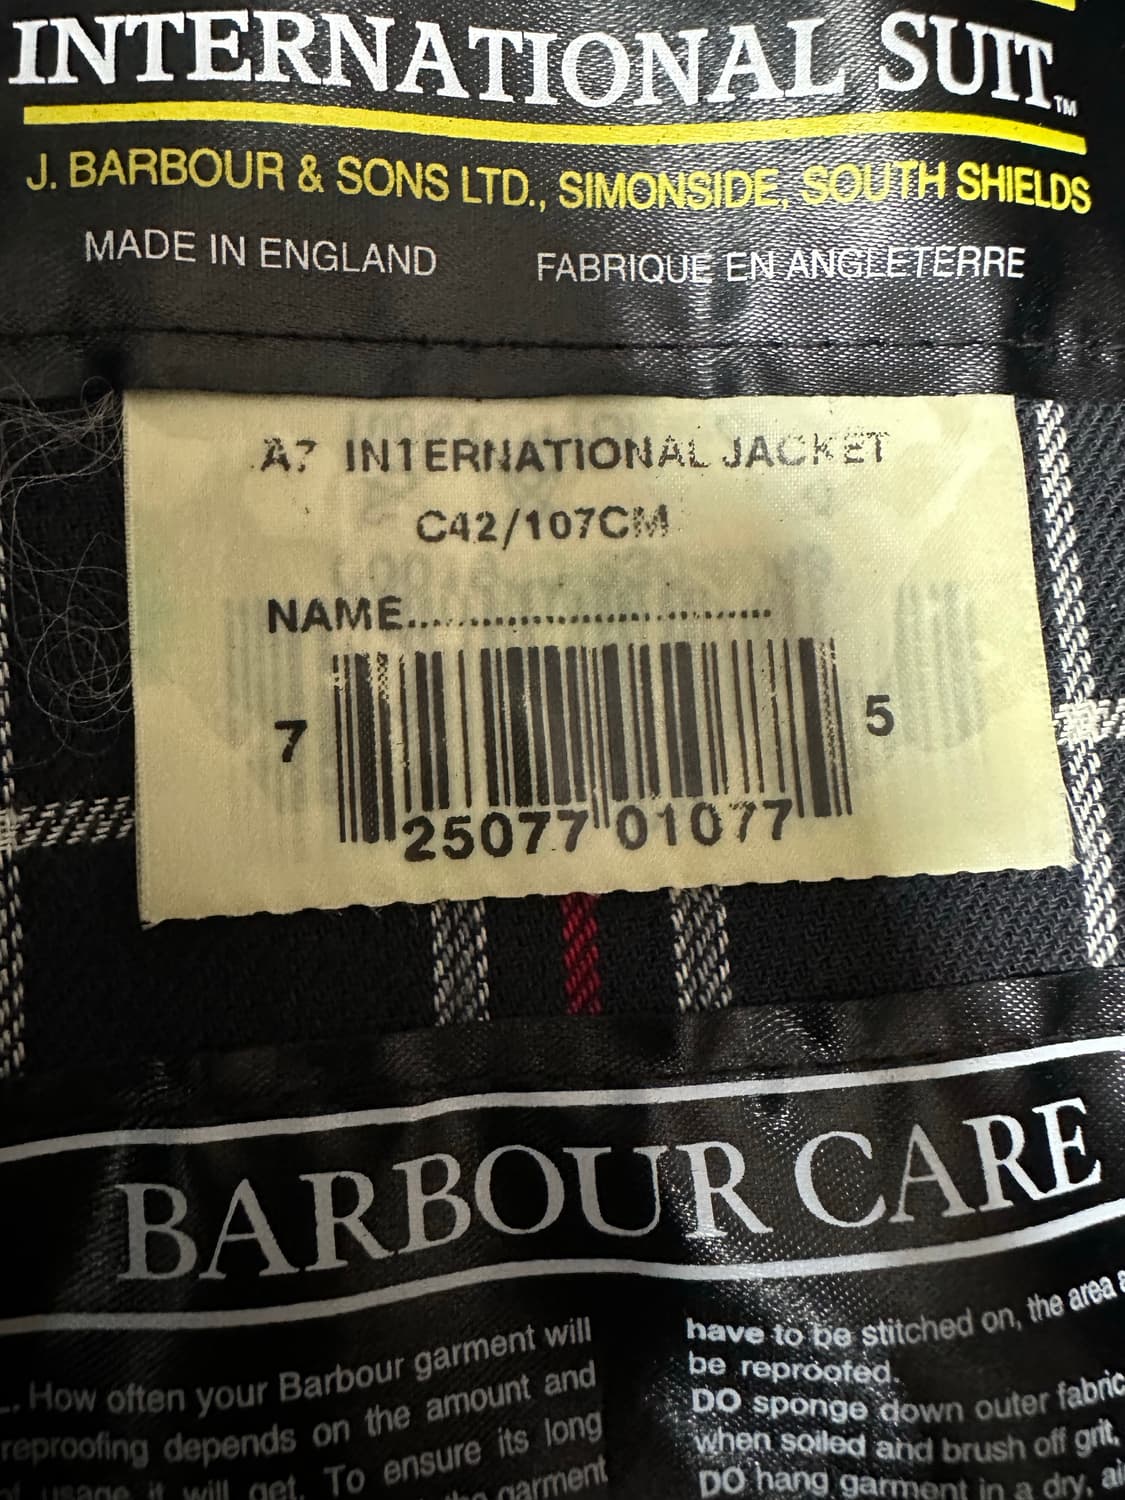 INTERNATIONAL SUIT™
J. BARBOUR & SONS LTD., SIMONSIDE, SOUTH SHIELDS
MADE IN ENGLAND FABRIQUE EN ANGLETERRE
A7 INTERNATIONAL JACKET
C42/107CM
NAME..............................
7 25077 01077 5
BARBOUR CARE
How often your Barbour garment will
reproofing depends on the amount and
of usage it will get. To ensure its long
garment
have to be stitched on, the area
be reproofed.
DO sponge down outer fabric
when soiled and brush off grit,
DO hang garment in a dry,